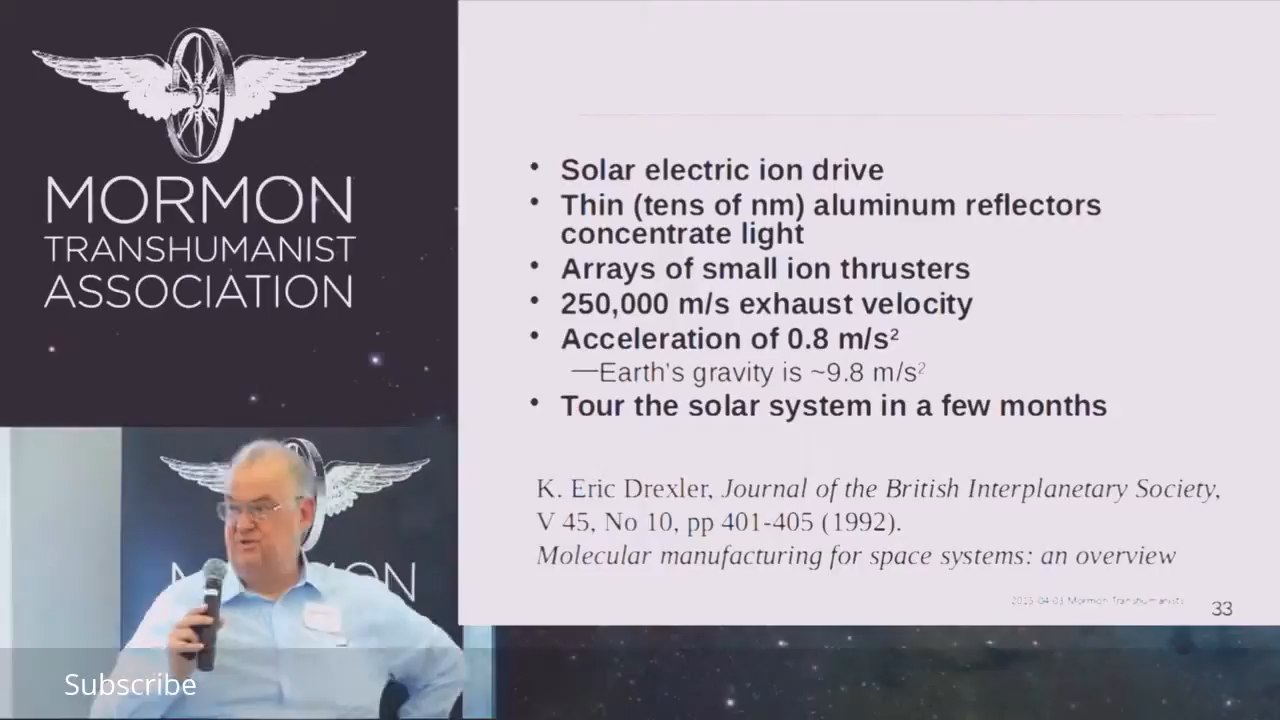 MORMON
TRANSHUMANIST
ASSOCIATION
• Solar electric ion drive
• Thin (tens of nm) aluminum reflectors
concentrate light
• Arrays of small ion thrusters
• 250,000 m/s exhaust velocity
• Acceleration of 0.8 m/s²
—Earth's gravity is ~9.8 m/s²
• Tour the solar system in a few months
K. Eric Drexler, Journal of the British Interplanetary Society,
V 45, No 10, pp 401-405 (1992).
Molecular manufacturing for space systems: an overview
Mormon Transhumanists
33
Subscribe